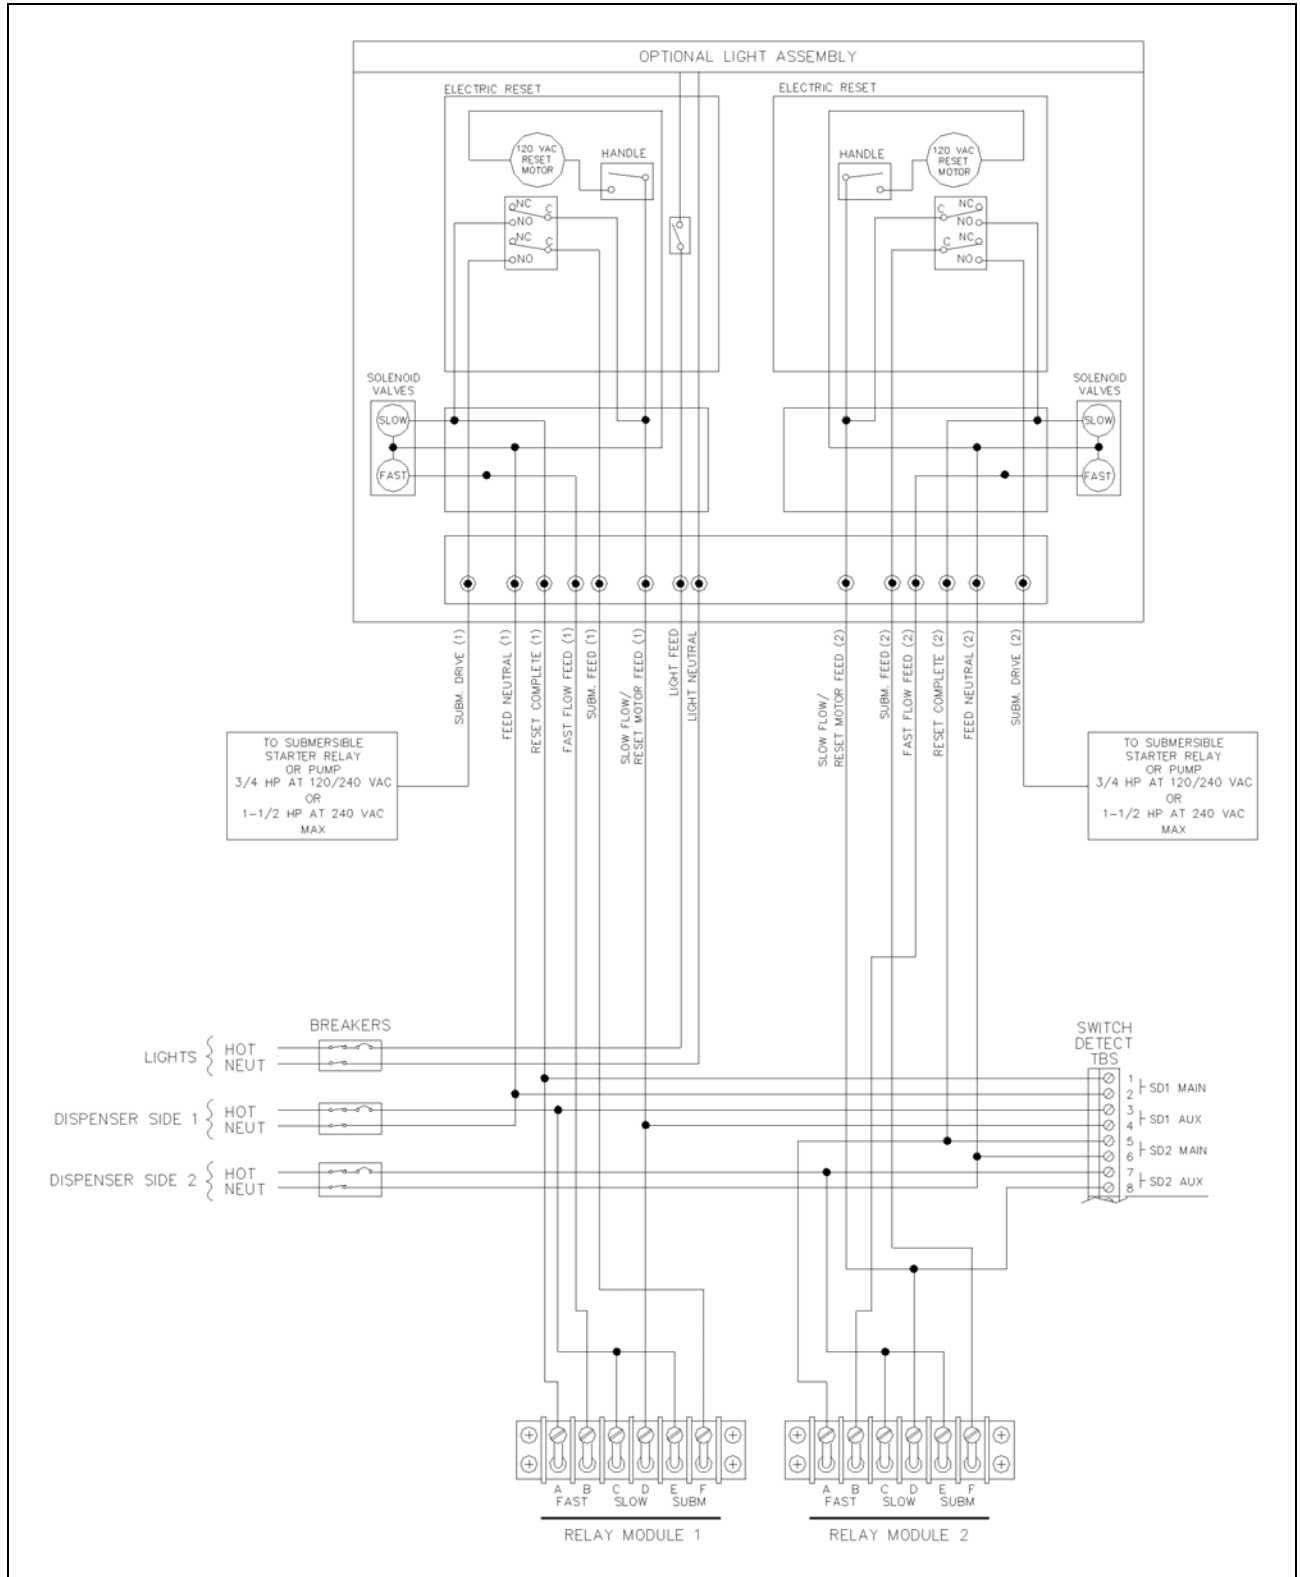 OPTIONAL LIGHT ASSEMBLY
ELECTRIC RESET
120 VAC
RESET
MOTOR
HANDLE
NC
C
NO
NC
C
NO
ELECTRIC RESET
HANDLE
120 VAC
RESET
MOTOR
C
NC
NO
C
NC
NO
SOLENOID
VALVES
SLOW
FAST
SOLENOID
VALVES
SLOW
FAST
SUBM. DRIVE (1)
FEED NEUTRAL (1)
RESET COMPLETE (1)
FAST FLOW FEED (1)
SUBM. FEED (1)
SLOW FLOW/
RESET MOTOR FEED (1)
LIGHT FEED
LIGHT NEUTRAL
SLOW FLOW/
RESET MOTOR FEED (2)
SUBM. FEED (2)
FAST FLOW FEED (2)
RESET COMPLETE (2)
FEED NEUTRAL (2)
SUBM. DRIVE (2)
TO SUBMERSIBLE
STARTER RELAY
OR PUMP
3/4 HP AT 120/240 VAC
OR
1-1/2 HP AT 240 VAC
MAX
TO SUBMERSIBLE
STARTER RELAY
OR PUMP
3/4 HP AT 120/240 VAC
OR
1-1/2 HP AT 240 VAC
MAX
BREAKERS
LIGHTS
HOT
NEUT
DISPENSER SIDE 1
HOT
NEUT
DISPENSER SIDE 2
HOT
NEUT
SWITCH
DETECT
TBS
1
2
3
4
5
6
7
8
SD1 MAIN
SD1 AUX
SD2 MAIN
SD2 AUX
A B C D E F
FAST SLOW SUBM
RELAY MODULE 1
A B C D E F
FAST SLOW SUBM
RELAY MODULE 2